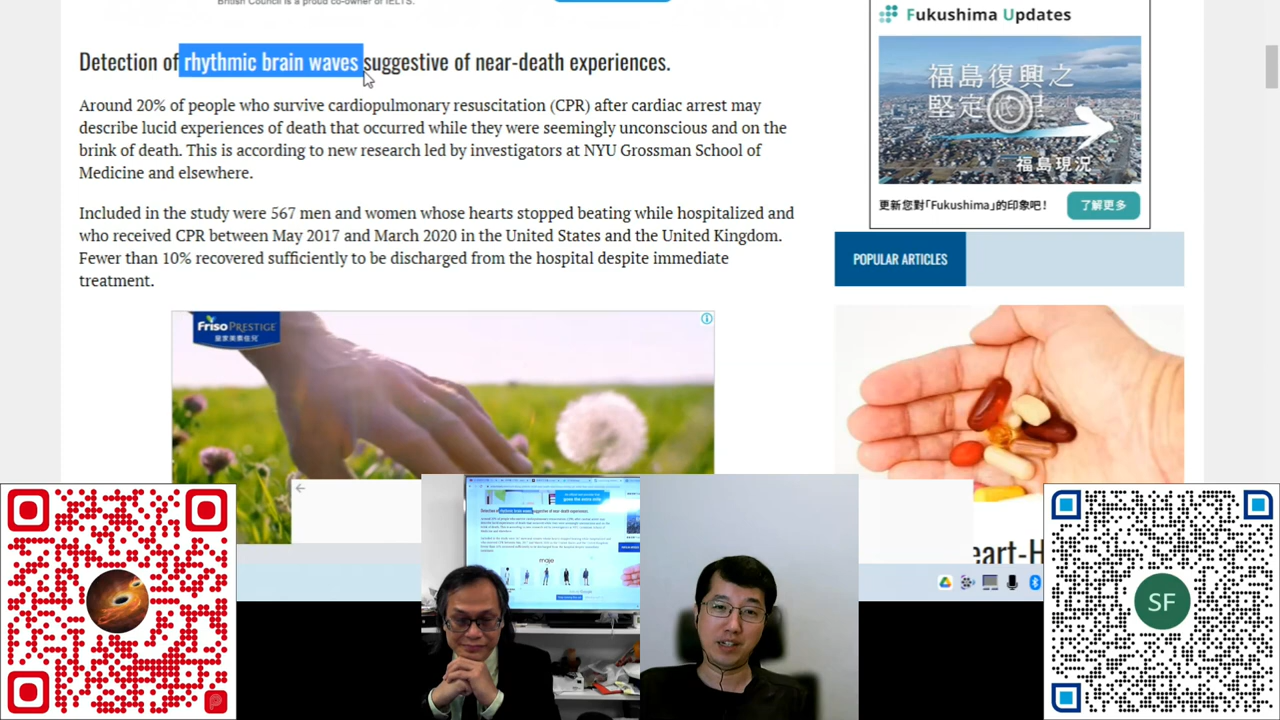 British Council is a proud co-owner of IELTS.
Detection of rhythmic brain waves suggestive of near-death experiences.
Around 20% of people who survive cardiopulmonary resuscitation (CPR) after cardiac arrest may
describe lucid experiences of death that occurred while they were seemingly unconscious and on the
brink of death. This is according to new research led by investigators at NYU Grossman School of
Medicine and elsewhere.
Included in the study were 567 men and women whose hearts stopped beating while hospitalized and
who received CPR between May 2017 and March 2020 in the United States and the United Kingdom.
Fewer than 10% recovered sufficiently to be discharged from the hospital despite immediate
treatment.
Friso PRESTIGE
皇家美素佳兒
Fukushima Updates
福島復興之
福島現況
更新您對「Fukushima」的印象吧!
了解更多
POPULAR ARTICLES
eart-H
SF